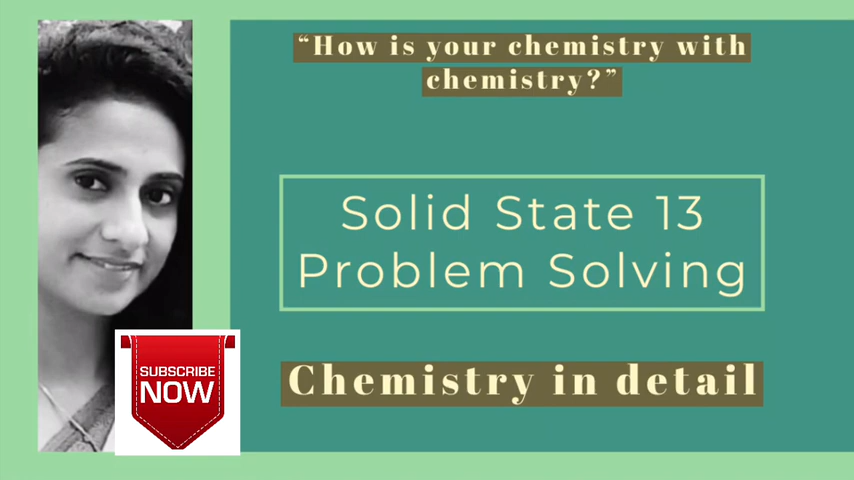 “How is your chemistry with
chemistry?”
Solid State 13
Problem Solving
SUBSCRIBE
NOW
Chemistry in detail